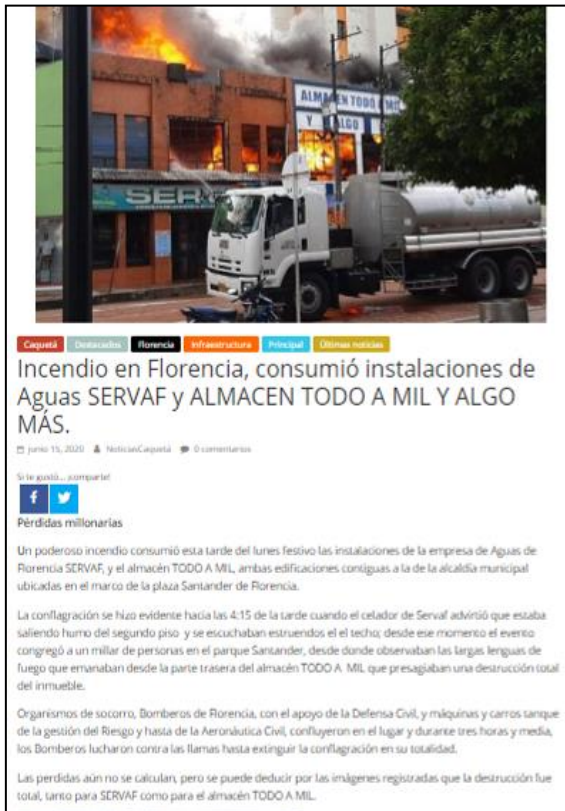 ALMACEN TODO A MIL
Y ALGO
SER
Caquetá Destacados Florencia Infraestructura Principal Últimas noticias
Incendio en Florencia, consumió instalaciones de
Aguas SERVAF y ALMACEN TODO A MIL Y ALGO
MÁS.
junio 15, 2020 NoticiasCaquetá 0 comentarios
Si te gustó... ¡comparte!
Pérdidas millonarias
Un poderoso incendio consumió esta tarde del lunes festivo las instalaciones de la empresa de Aguas de
Florencia SERVAF, y el almacén TODO A MIL, ambas edificaciones contiguas a la de la alcaldía municipal
ubicadas en el marco de la plaza Santander de Florencia.
La conflagración se hizo evidente hacia las 4:15 de la tarde cuando el celador de Servaf advirtió que estaba
saliendo humo del segundo piso y se escuchaban estruendos el el techo; desde ese momento el evento
congregó a un millar de personas en el parque Santander, desde donde observaban las largas lenguas de
fuego que emanaban desde la parte trasera del almacén TODO A MIL que presagiaban una destrucción total
del inmueble.
Organismos de socorro, Bomberos de Florencia, con el apoyo de la Defensa Civil, y máquinas y carros tanque
de la gestión del Riesgo y hasta de la Aeronáutica Civil, confluyeron en el lugar y durante tres horas y media,
los Bomberos lucharon contra las llamas hasta extinguir la conflagración en su totalidad.
Las perdidas aún no se calculan, pero se puede deducir por las imágenes registradas que la destrucción fue
total, tanto para SERVAF como para el almacén TODO A MIL.